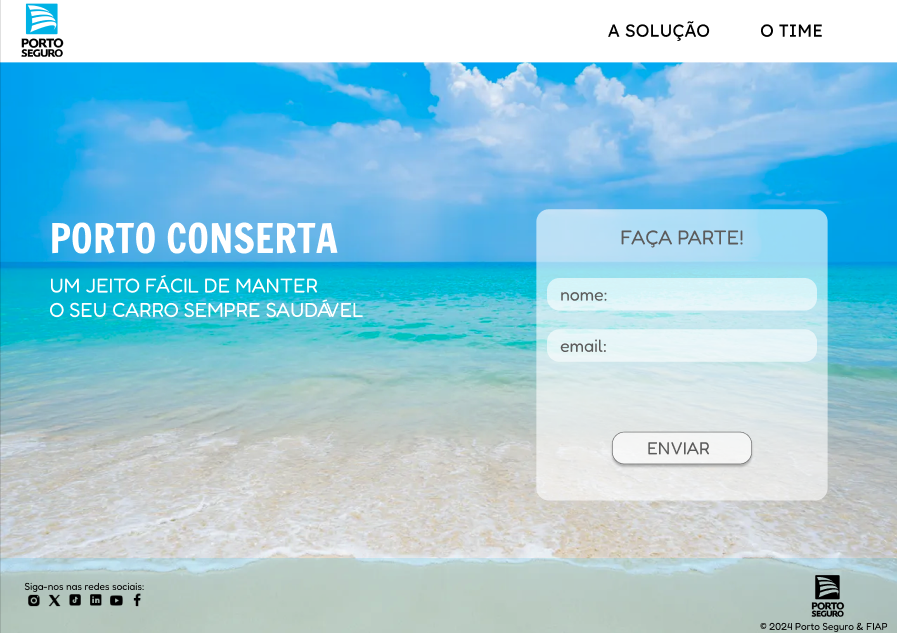 PORTO
SEGURO
A SOLUÇÃO
O TIME
PORTO CONSERTA
UM JEITO FÁCIL DE MANTER
O SEU CARRO SEMPRE SAUDÁVEL
FAÇA PARTE!
nome:
email:
ENVIAR
Siga-nos nas redes sociais:
PORTO
SEGURO
© 2024 Porto Seguro & FIAP